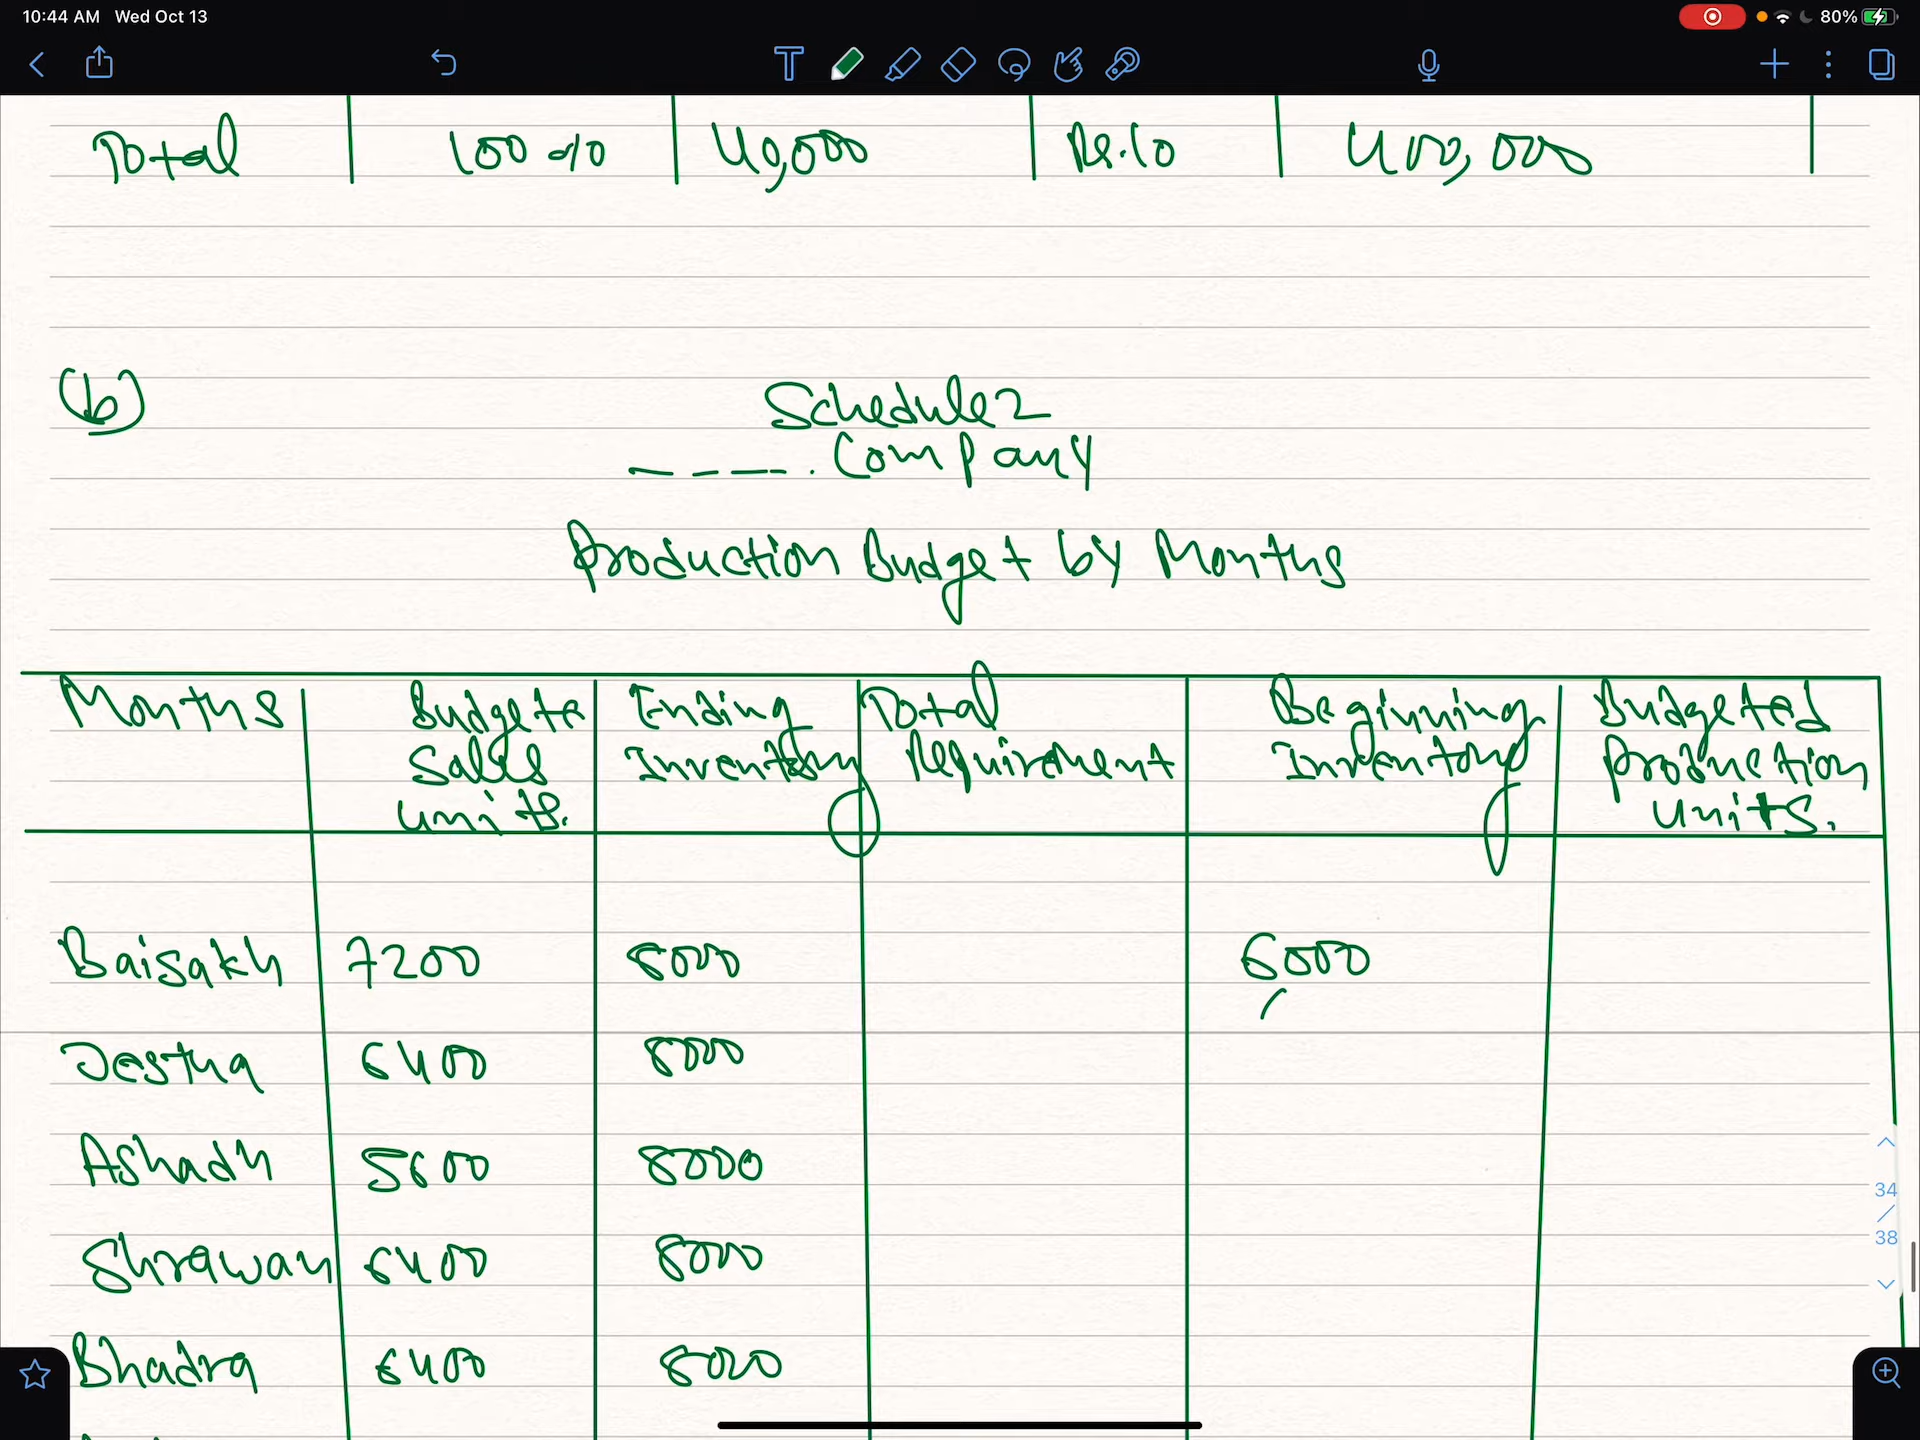 10:44 AM Wed Oct 13
80%
T
Total 100% 40,000 Rs.10 400,000
(b)
Schedule 2
----. Company
Production Budget by Months
Months Budgete Ending Total Beginning Budgeted
Sales Inventory Requirement Inventory Production
units. units.
Baisakh 7200 8000 6000
Jestha 6400 8000
Ashadh 5600 8000
34
Shrawan 6400 8000
38
Bhadra 6400 8000